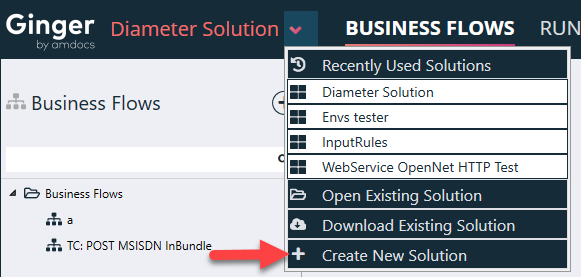 Ginger
by amdocs
Diameter Solution
BUSINESS FLOWS
RUN
Business Flows
Business Flows
a
TC: POST MSISDN InBundle
Recently Used Solutions
Diameter Solution
Envs tester
InputRules
WebService OpenNet HTTP Test
Open Existing Solution
Download Existing Solution
Create New Solution